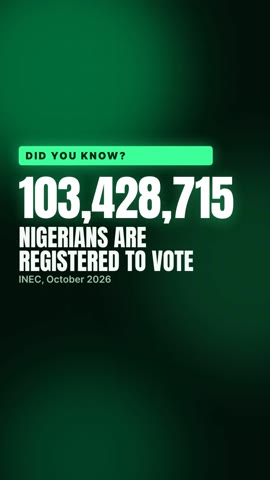 DID YOU KNOW?
103,428,715
NIGERIANS ARE
REGISTERED TO VOTE
INEC, October 2026